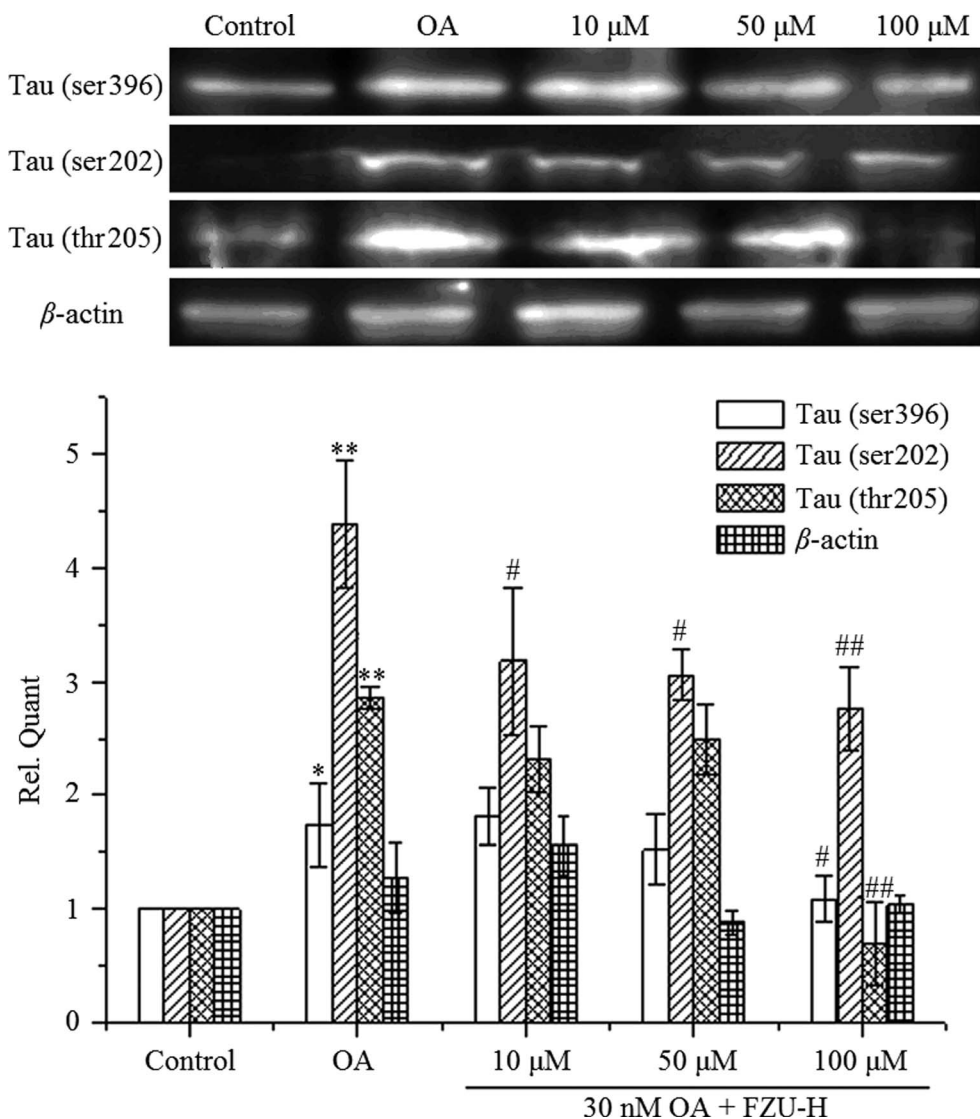 Control OA 10 μM 50 μM 100 μM
Tau (ser396)
Tau (ser202)
Tau (thr205)
β-actin
Tau (ser396)
Tau (ser202)
Tau (thr205)
β-actin
5
4
3
2
1
0
Rel. Quant
**
**
*
#
#
##
#
##
Control OA 10 μM 50 μM 100 μM
30 nM OA + FZU-H